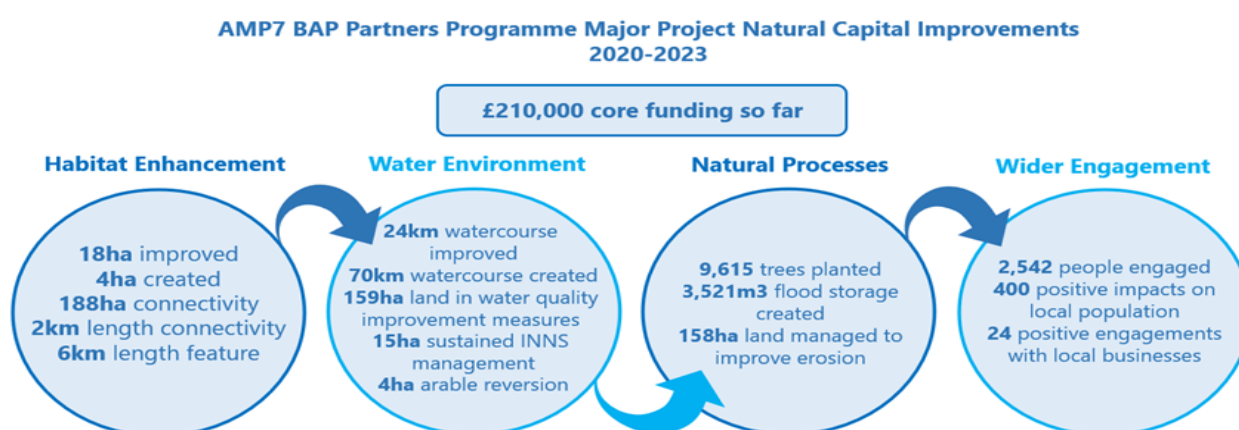 AMP7 BAP Partners Programme Major Project Natural Capital Improvements
2020-2023
£210,000 core funding so far
Habitat Enhancement
18ha improved
4ha created
188ha connectivity
2km length connectivity
6km length feature
Water Environment
24km watercourse
improved
70km watercourse created
159ha land in water quality
improvement measures
15ha sustained INNS
management
4ha arable reversion
Natural Processes
9,615 trees planted
3,521m3 flood storage
created
158ha land managed to
improve erosion
Wider Engagement
2,542 people engaged
400 positive impacts on
local population
24 positive engagements
with local businesses